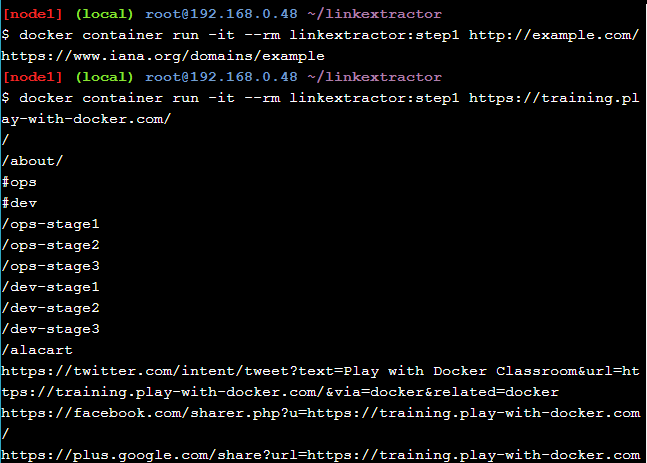 [node1] (local) root@192.168.0.48 ~/linkextractor
$ docker container run -it --rm linkextractor:step1 http://example.com/
https://www.iana.org/domains/example
[node1] (local) root@192.168.0.48 ~/linkextractor
$ docker container run -it --rm linkextractor:step1 https://training.pl
ay-with-docker.com/
/
/about/
#ops
#dev
/ops-stage1
/ops-stage2
/ops-stage3
/dev-stage1
/dev-stage2
/dev-stage3
/alacart
https://twitter.com/intent/tweet?text=Play with Docker Classroom&url=ht
tps://training.play-with-docker.com/&via=docker&related=docker
https://facebook.com/sharer.php?u=https://training.play-with-docker.com
/
https://plus.google.com/share?url=https://training.play-with-docker.com